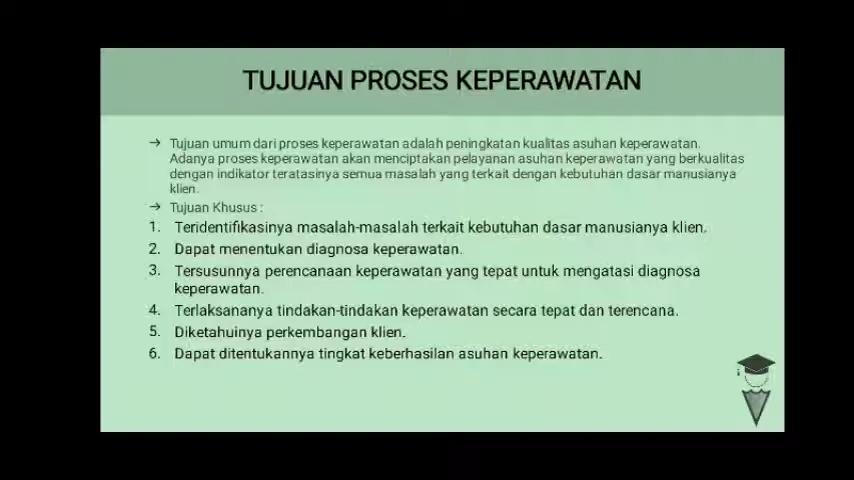 TUJUAN PROSES KEPERAWATAN
→ Tujuan umum dari proses keperawatan adalah peningkatan kualitas asuhan keperawatan.
Adanya proses keperawatan akan menciptakan pelayanan asuhan keperawatan yang berkualitas
dengan indikator teratasinya semua masalah yang terkait dengan kebutuhan dasar manusianya
klien.
→ Tujuan Khusus :
1. Teridentifikasinya masalah-masalah terkait kebutuhan dasar manusianya klien.
2. Dapat menentukan diagnosa keperawatan.
3. Tersusunnya perencanaan keperawatan yang tepat untuk mengatasi diagnosa
keperawatan.
4. Terlaksananya tindakan-tindakan keperawatan secara tepat dan terencana.
5. Diketahuinya perkembangan klien.
6. Dapat ditentukannya tingkat keberhasilan asuhan keperawatan.